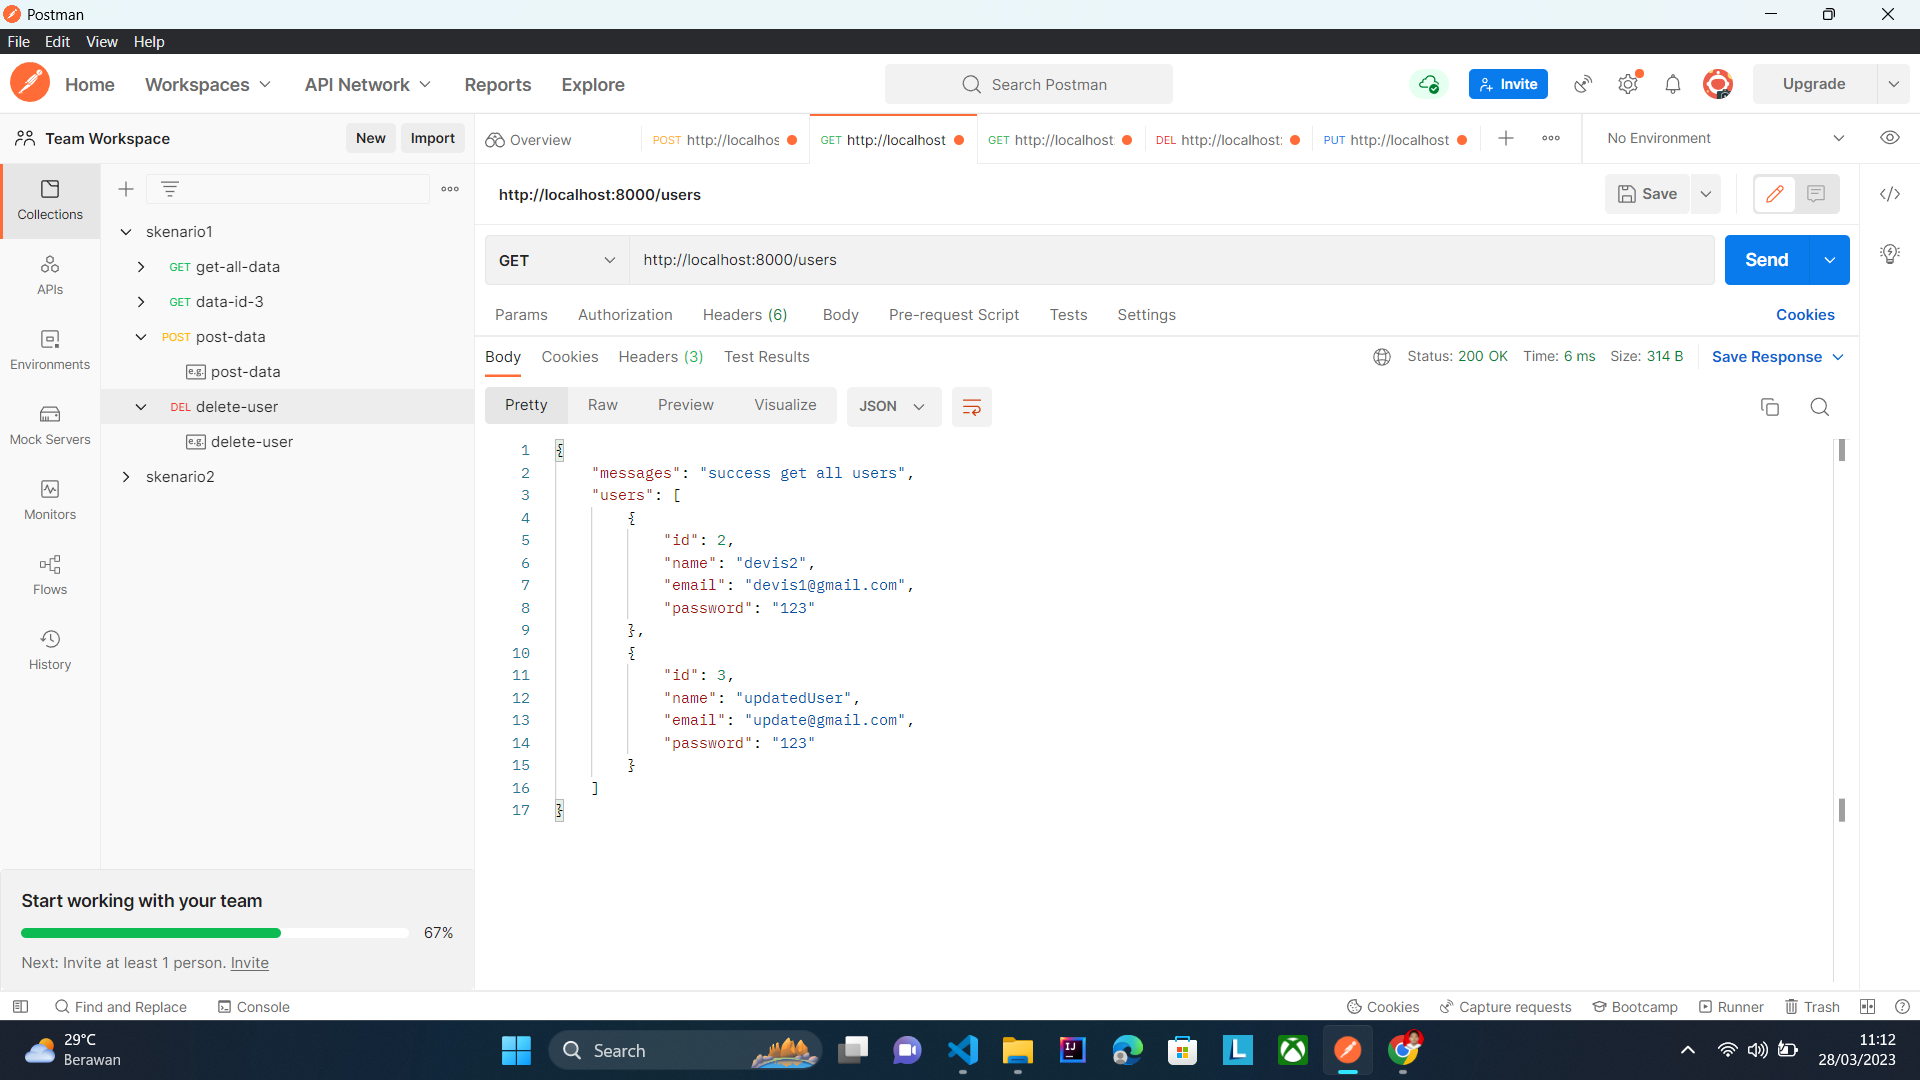 Postman
File Edit View Help
Home Workspaces API Network Reports Explore Search Postman Invite Upgrade
Team Workspace New Import Overview POST http://localhos GET http://localhost GET http://localhost DEL http://localhost: PUT http://localhost No Environment
http://localhost:8000/users Save
Collections
APIs
Environments
Mock Servers
Monitors
Flows
History
skenario1
GET get-all-data
GET data-id-3
POST post-data
e.g. post-data
DEL delete-user
e.g. delete-user
skenario2
GET http://localhost:8000/users Send
Params Authorization Headers (6) Body Pre-request Script Tests Settings Cookies
Body Cookies Headers (3) Test Results Status: 200 OK Time: 6 ms Size: 314 B Save Response
Pretty Raw Preview Visualize JSON
1 {
2 "messages": "success get all users",
3 "users": [
4 {
5 "id": 2,
6 "name": "devis2",
7 "email": "devis1@gmail.com",
8 "password": "123"
9 },
10 {
11 "id": 3,
12 "name": "updatedUser",
13 "email": "update@gmail.com",
14 "password": "123"
15 }
16 ]
17 }
Start working with your team
67%
Next: Invite at least 1 person. Invite
Find and Replace Console Cookies Capture requests Bootcamp Runner Trash
29°C
Berawan
Search
11:12
28/03/2023